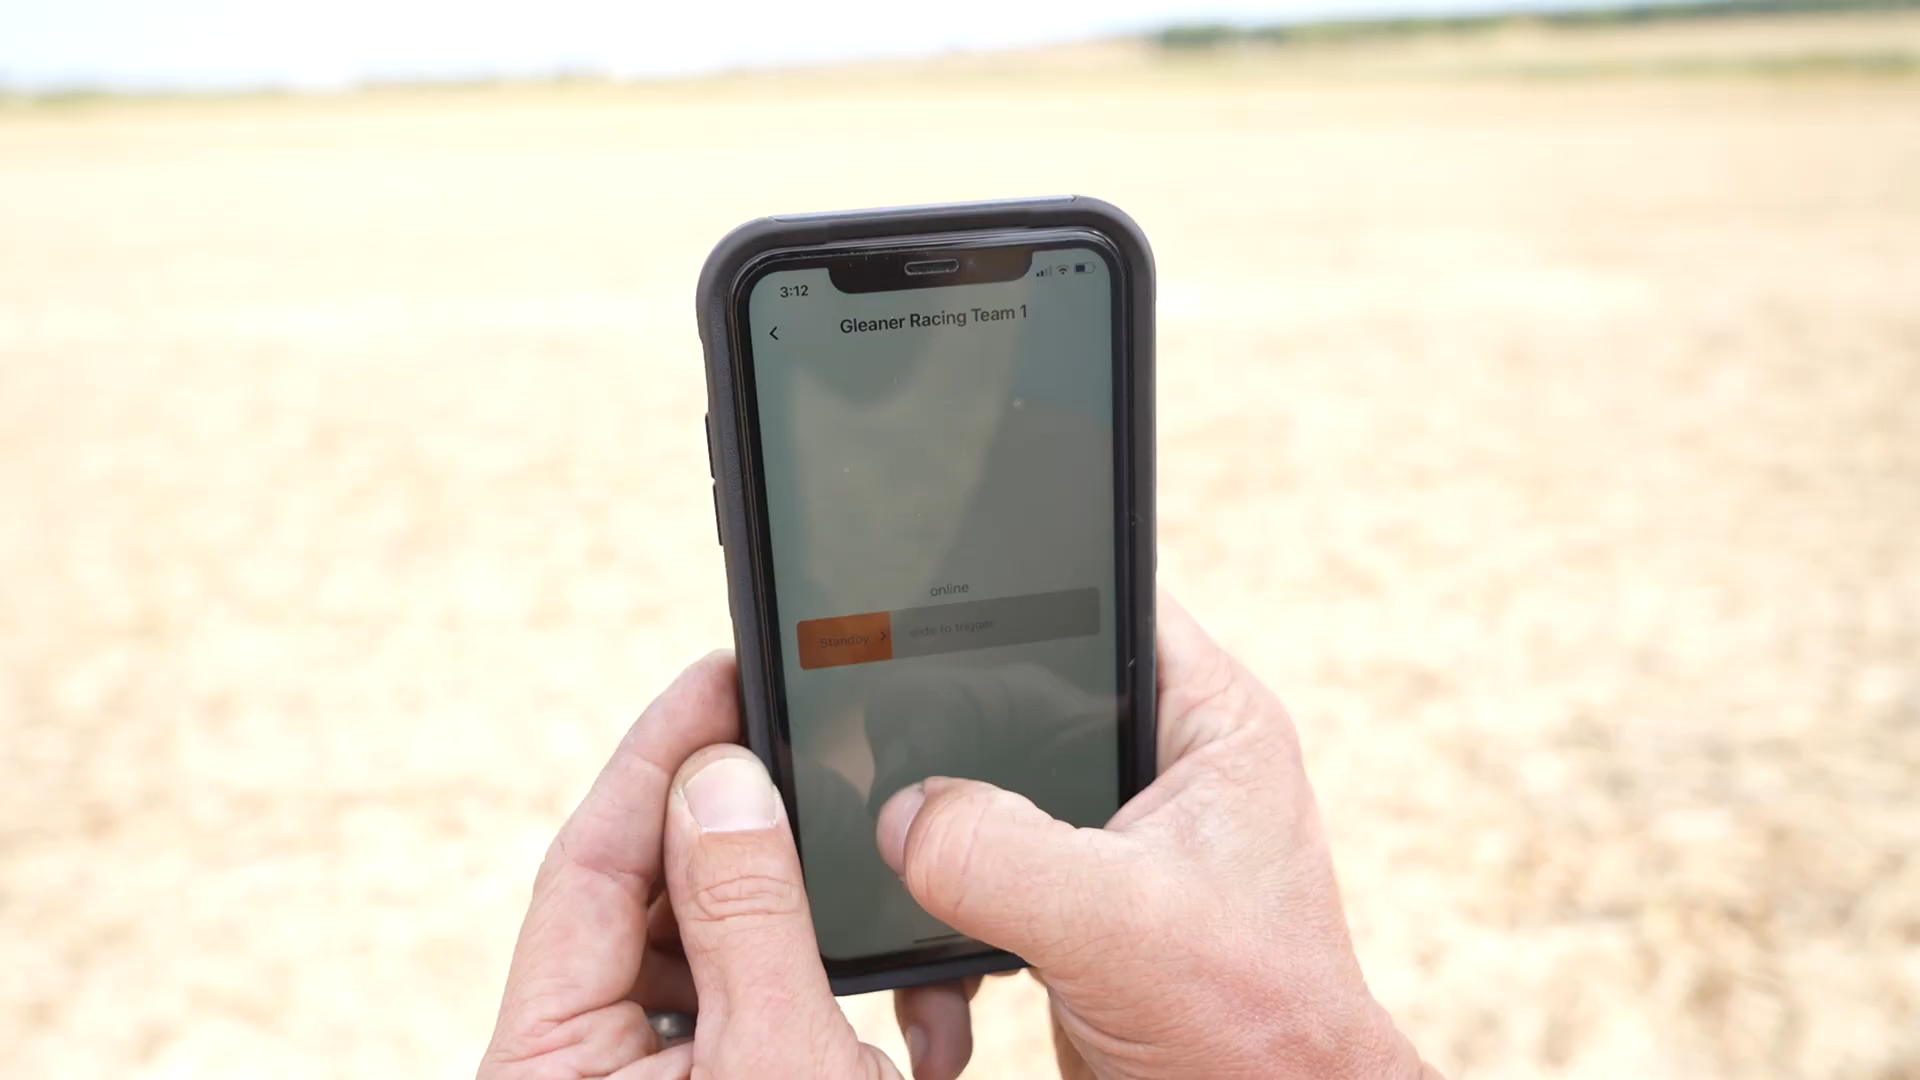 3:12
Gleaner Racing Team 1
online
Standby
slide to trigger